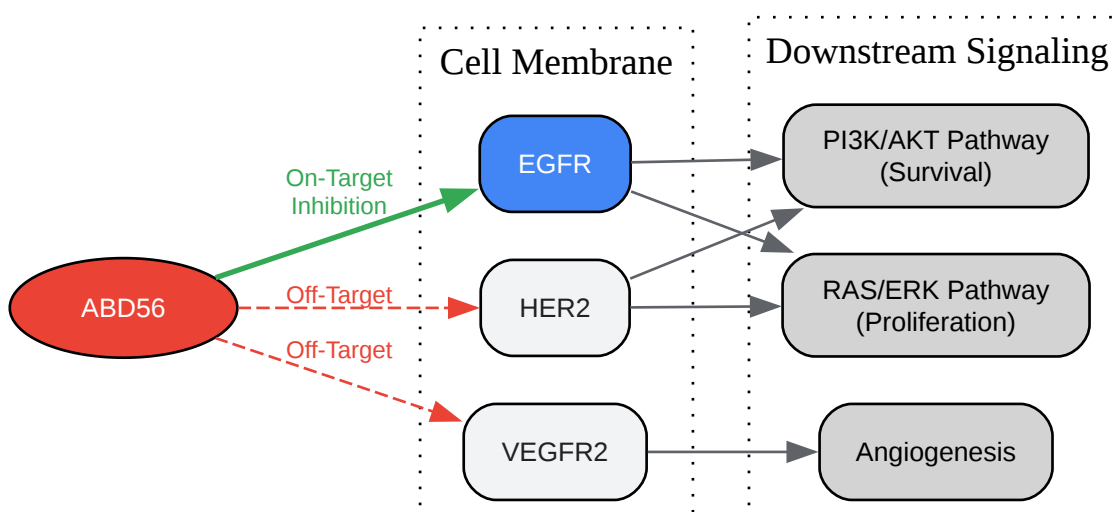 Cell Membrane
Downstream Signaling
EGFR
PI3K/AKT Pathway
(Survival)
On-Target
Inhibition
ABD56
Off-Target
HER2
RAS/ERK Pathway
(Proliferation)
Off-Target
VEGFR2
Angiogenesis